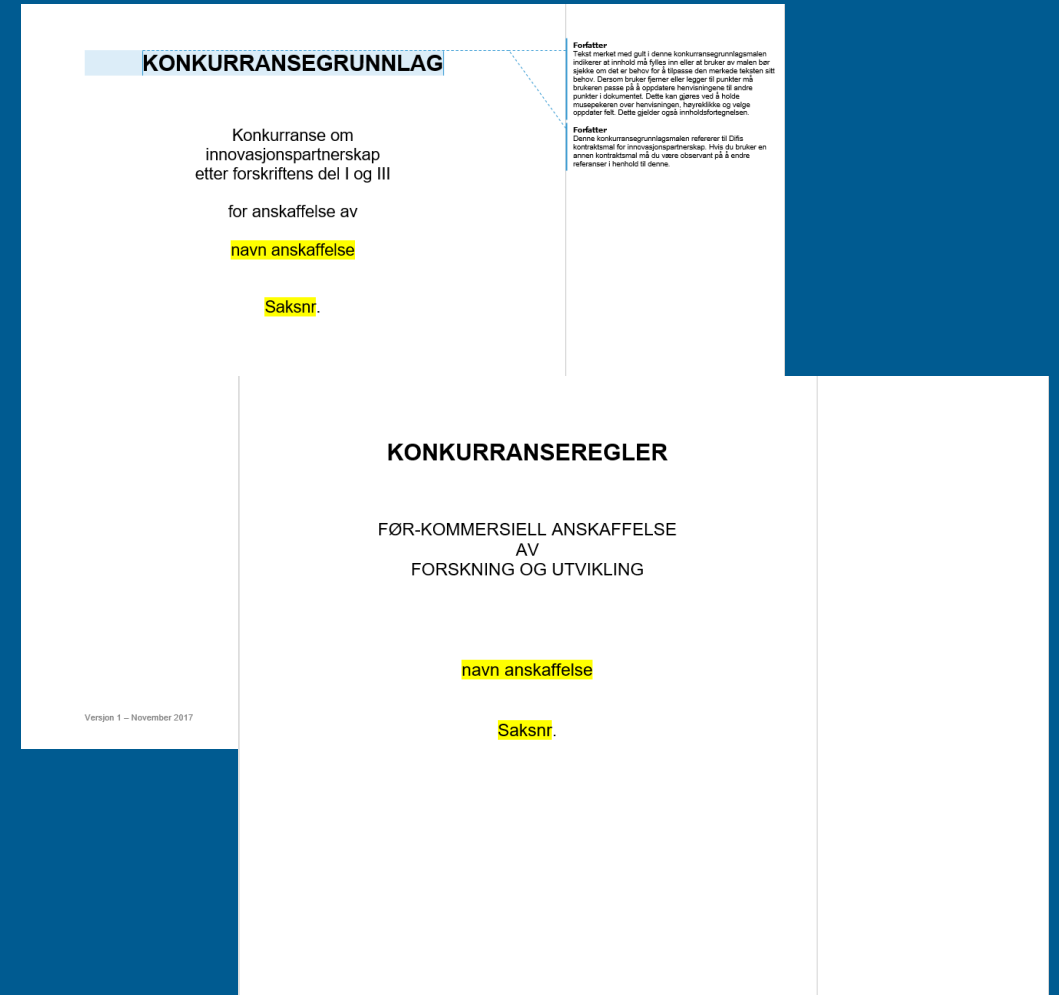 KONKURRANSEGRUNNLAG
Konkurranse om
innovasjonspartnerskap
etter forskriftens del I og III
for anskaffelse av
navn anskaffelse
Saksnr.
Forfatter
Tekst merket med gult i denne konkurransegrunnlagsmalen
indikerer at innhold må fylles inn eller at bruker av malen bør
sjekke om det er behov for å tilpasse den merkede teksten sitt
behov. Dersom bruker fjerner eller legger til punkter må
brukeren passe på å oppdatere henvisningene til andre
punkter i dokumentet. Dette kan gjøres ved å holde
musepekeren over henvisningen, høyreklikke og velge
oppdater felt. Dette gjelder også innholdsfortegnelsen.
Forfatter
Denne konkurransegrunnlagsmalen refererer til Difis
kontraktsmal for innovasjonspartnerskap. Hvis du bruker en
annen kontraktsmal må du være observant på å endre
referanser i henhold til denne.
Versjon 1 – November 2017
KONKURRANSEREGLER
FØR-KOMMERSIELL ANSKAFFELSE
AV
FORSKNING OG UTVIKLING
navn anskaffelse
Saksnr.